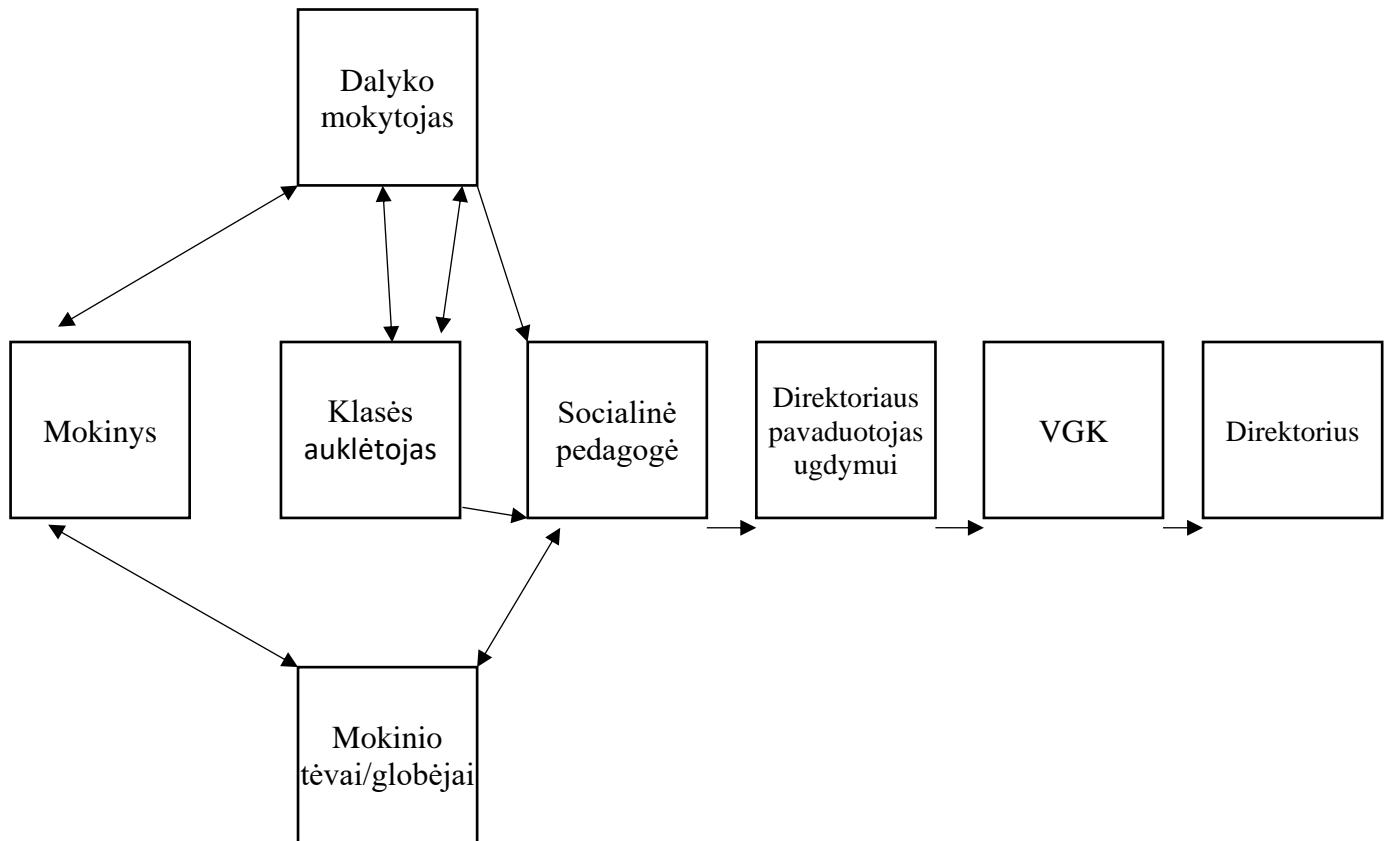 Dalyko
mokytojas
Mokinys
Klasės
auklėtojas
Socialinė
pedagogė
Direktoriaus
pavaduotojas
ugdymui
VGK
Direktorius
Mokinio
tėvai/globėjai